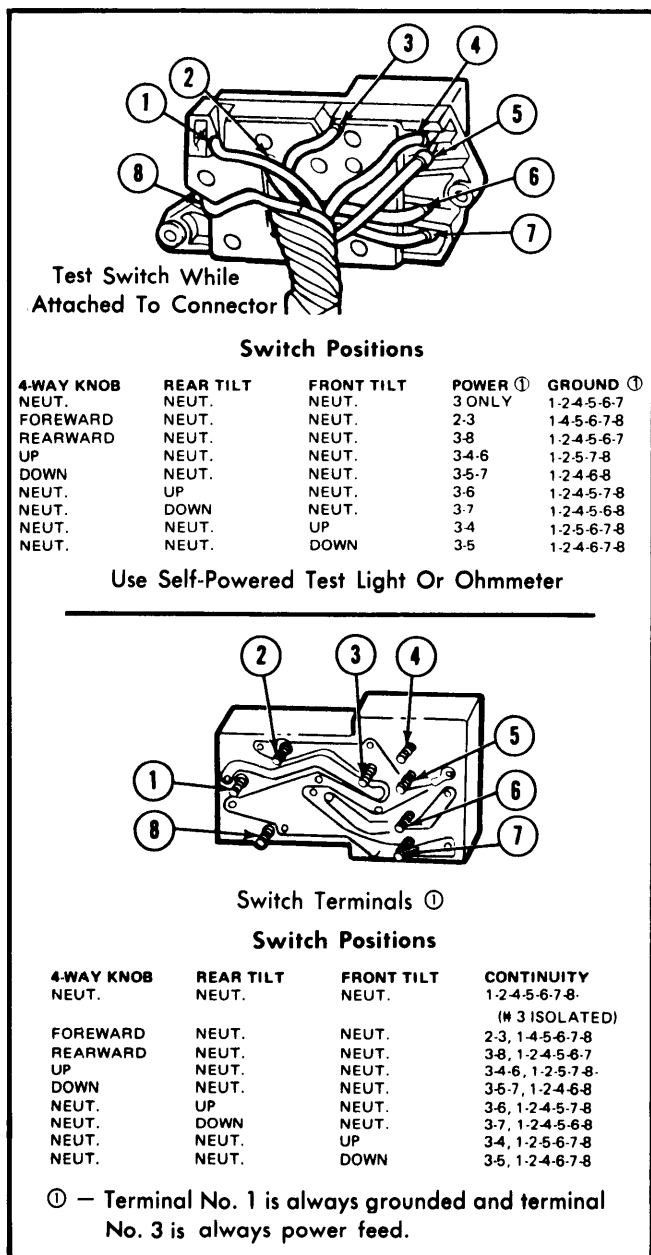 3
4
2
1
5
8
6
7
Test Switch While
Attached To Connector
Switch Positions
4-WAY KNOB REAR TILT FRONT TILT POWER ① GROUND ①
NEUT. NEUT. NEUT. 3 ONLY 1-2-4-5-6-7
FOREWARD NEUT. NEUT. 2-3 1-4-5-6-7-8
REARWARD NEUT. NEUT. 3-8 1-2-4-5-6-7
UP NEUT. NEUT. 3-4-6 1-2-5-7-8
DOWN NEUT. NEUT. 3-5-7 1-2-4-6-8
NEUT. UP NEUT. 3-6 1-2-4-5-7-8
NEUT. DOWN NEUT. 3-7 1-2-4-5-6-8
NEUT. NEUT. UP 3-4 1-2-5-6-7-8
NEUT. NEUT. DOWN 3-5 1-2-4-6-7-8
Use Self-Powered Test Light Or Ohmmeter
2
3
4
5
1
6
8
7
Switch Terminals ①
Switch Positions
4-WAY KNOB REAR TILT FRONT TILT CONTINUITY
NEUT. NEUT. NEUT. 1-2-4-5-6-7-8-
(# 3 ISOLATED)
FOREWARD NEUT. NEUT. 2-3, 1-4-5-6-7-8
REARWARD NEUT. NEUT. 3-8, 1-2-4-5-6-7
UP NEUT. NEUT. 3-4-6, 1-2-5-7-8-
DOWN NEUT. NEUT. 3-5-7, 1-2-4-6-8
NEUT. UP NEUT. 3-6, 1-2-4-5-7-8
NEUT. DOWN NEUT. 3-7, 1-2-4-5-6-8
NEUT. NEUT. UP 3-4, 1-2-5-6-7-8
NEUT. NEUT. DOWN 3-5, 1-2-4-6-7-8
① — Terminal No. 1 is always grounded and terminal
No. 3 is always power feed.